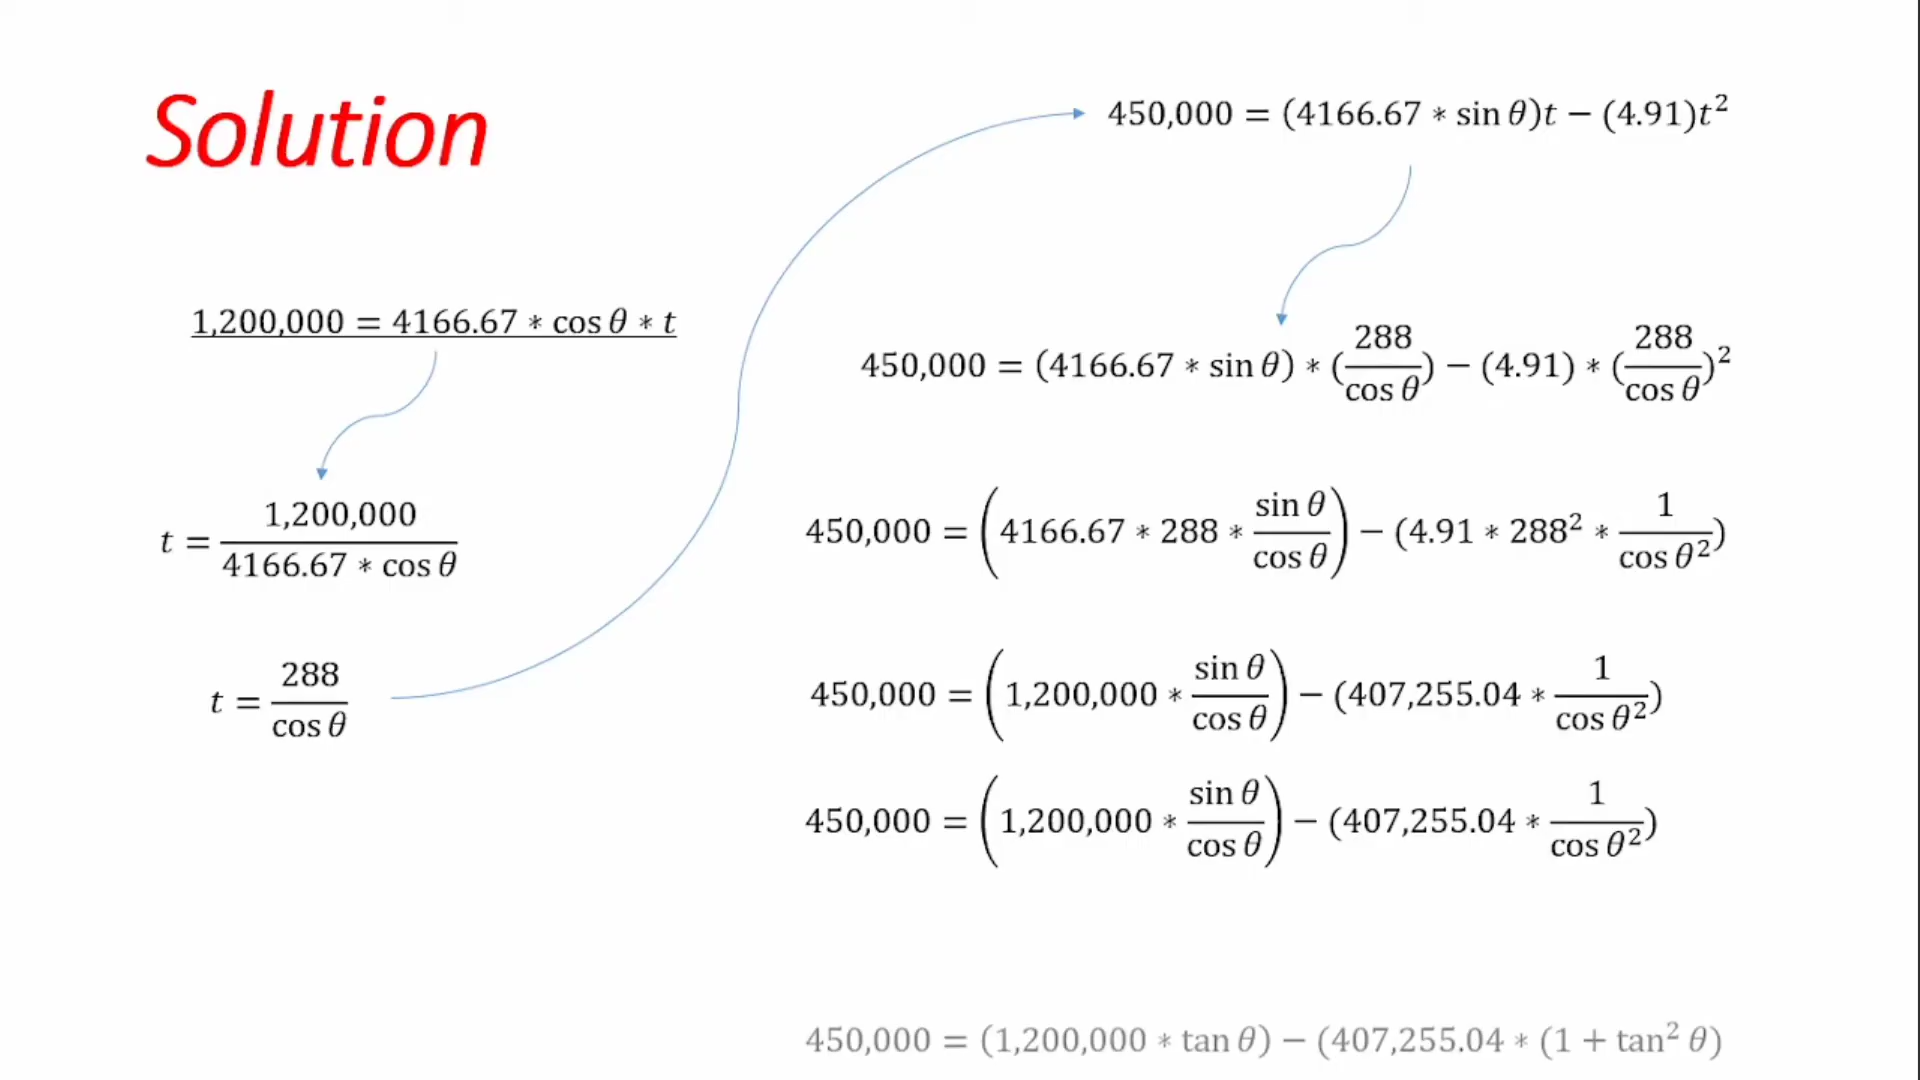 Solution
1,200,000 = 4166.67 * cos θ * t
t = 1,200,000 / (4166.67 * cos θ)
t = 288 / cos θ
450,000 = (4166.67 * sin θ)t − (4.91)t²
450,000 = (4166.67 * sin θ) * (288 / cos θ) − (4.91) * (288 / cos θ)²
450,000 = (4166.67 * 288 * sin θ / cos θ) − (4.91 * 288² * 1 / cos θ²)
450,000 = (1,200,000 * sin θ / cos θ) − (407,255.04 * 1 / cos θ²)
450,000 = (1,200,000 * sin θ / cos θ) − (407,255.04 * 1 / cos θ²)
450,000 = (1,200,000 * tan θ) − (407,255.04 * (1 + tan² θ)